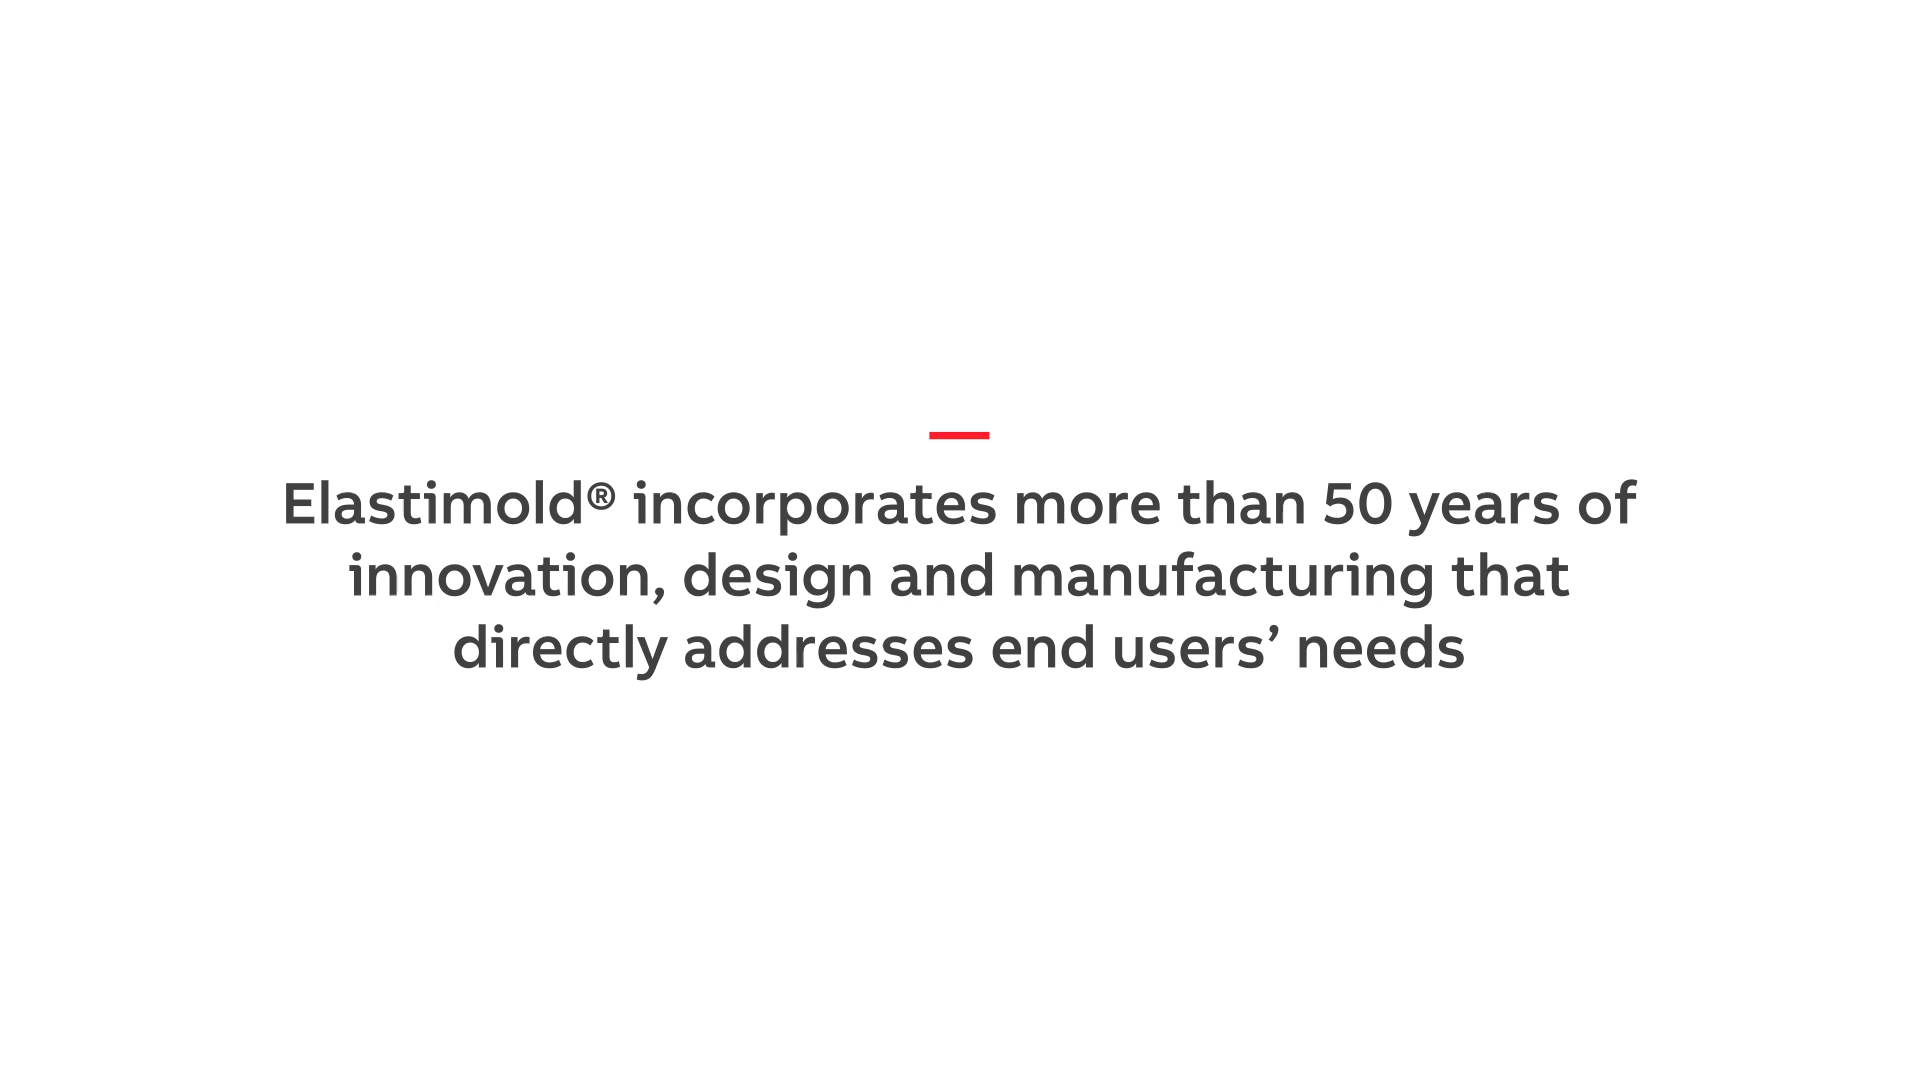 Elastimold® incorporates more than 50 years of
innovation, design and manufacturing that
directly addresses end users’ needs